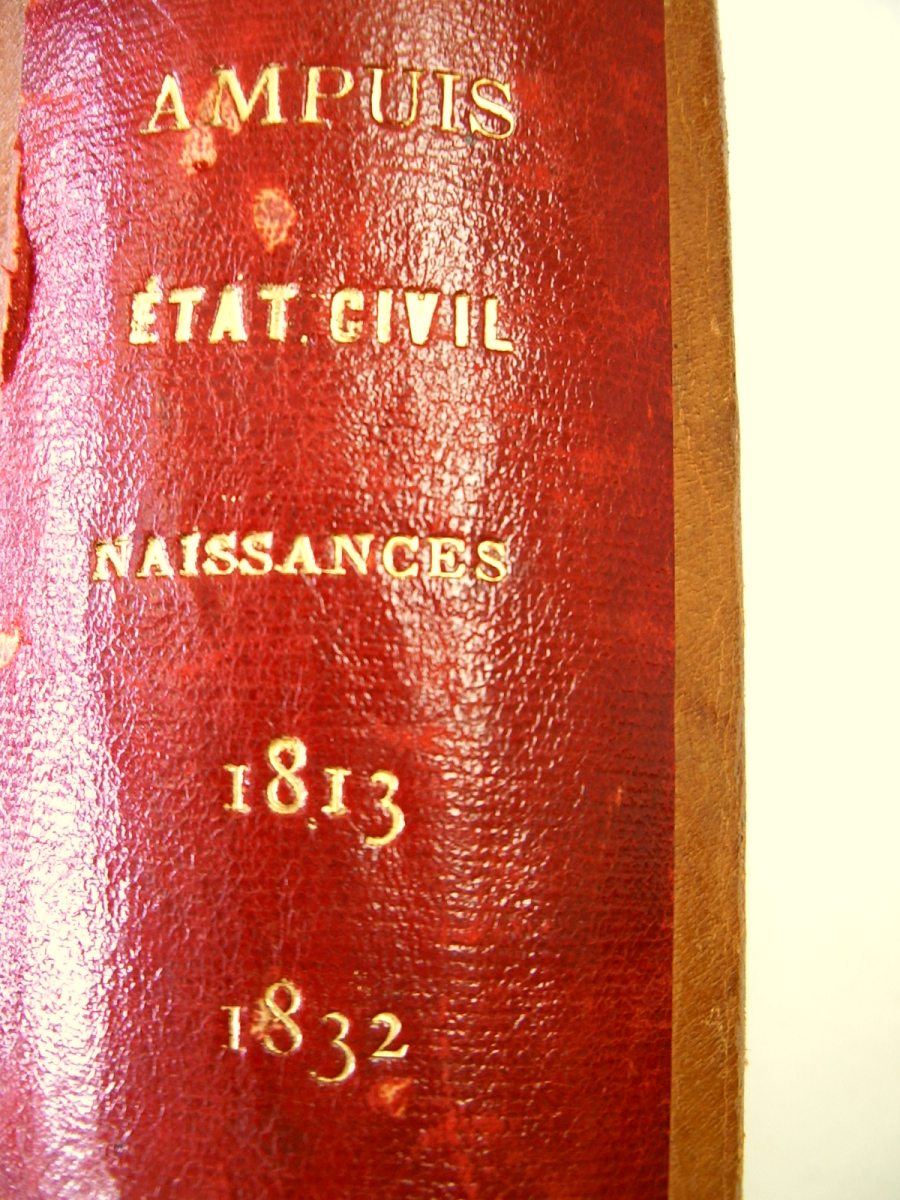 AMPUIS
ÉTAT CIVIL
NAISSANCES
1813
1832